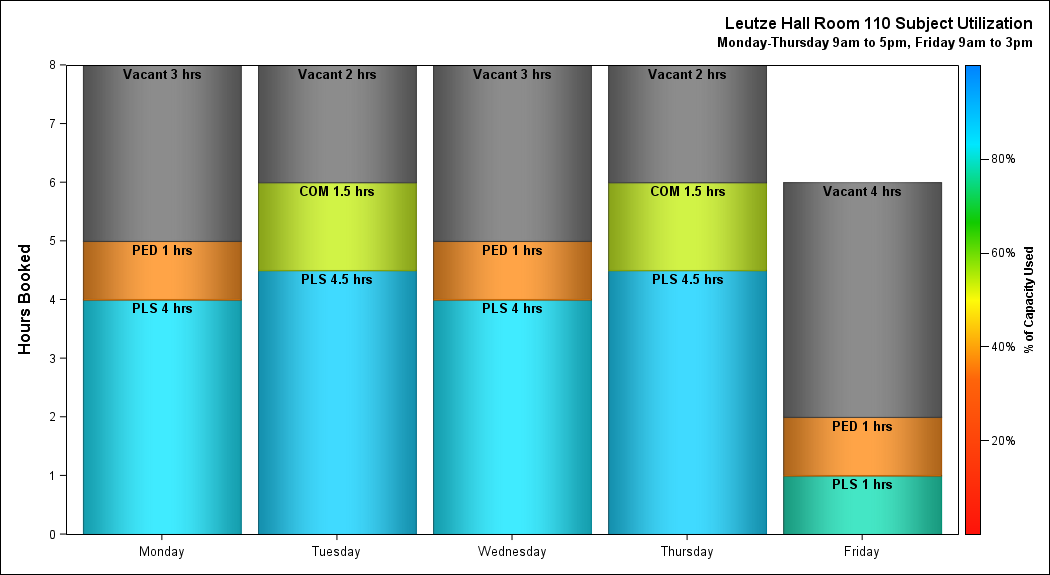 Leutze Hall Room 110 Subject Utilization
Monday-Thursday 9am to 5pm, Friday 9am to 3pm
Hours Booked
8
7
6
5
4
3
2
1
0
Vacant 3 hrs
PED 1 hrs
PLS 4 hrs
Vacant 2 hrs
COM 1.5 hrs
PLS 4.5 hrs
Vacant 3 hrs
PED 1 hrs
PLS 4 hrs
Vacant 2 hrs
COM 1.5 hrs
PLS 4.5 hrs
Vacant 4 hrs
PED 1 hrs
PLS 1 hrs
Monday
Tuesday
Wednesday
Thursday
Friday
80%
60%
40%
20%
% of Capacity Used